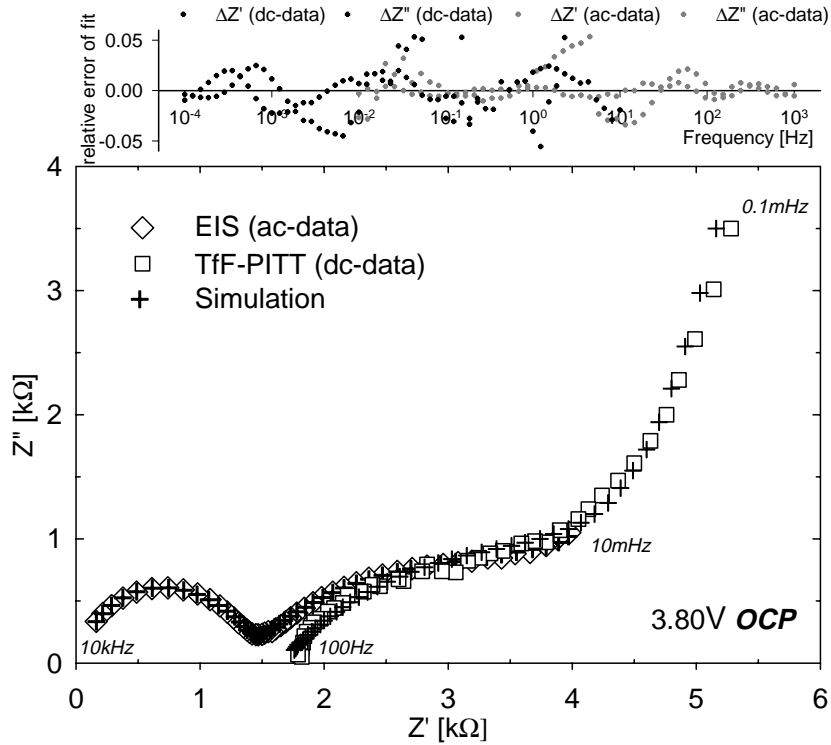 • ΔZ' (dc-data) • ΔZ" (dc-data) • ΔZ' (ac-data) • ΔZ" (ac-data)
relative error of fit
0.05
0.00
-0.05
10⁻⁴ 10⁻³ 10⁻² 10⁻¹ 10⁰ 10¹ 10² 10³
Frequency [Hz]
4
3
2
1
0
Z" [kΩ]
0.1mHz
EIS (ac-data)
TfF-PITT (dc-data)
Simulation
10mHz
3.80V OCP
10kHz
100Hz
0 1 2 3 4 5 6
Z' [kΩ]